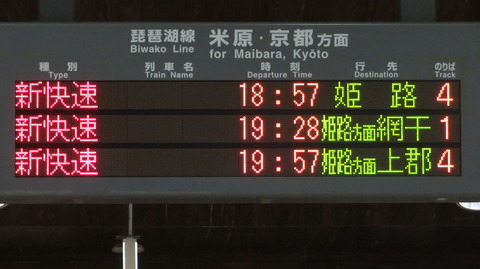 琵琶湖線 米原・京都方面
Biwako Line for Maibara, Kyōto
種別 列車名 時刻 行先 のりば
Type Train Name Departure Time Destination Track
新快速 18:57 姫路 4
新快速 19:28 姫路方面網干 1
新快速 19:57 姫路方面上郡 4